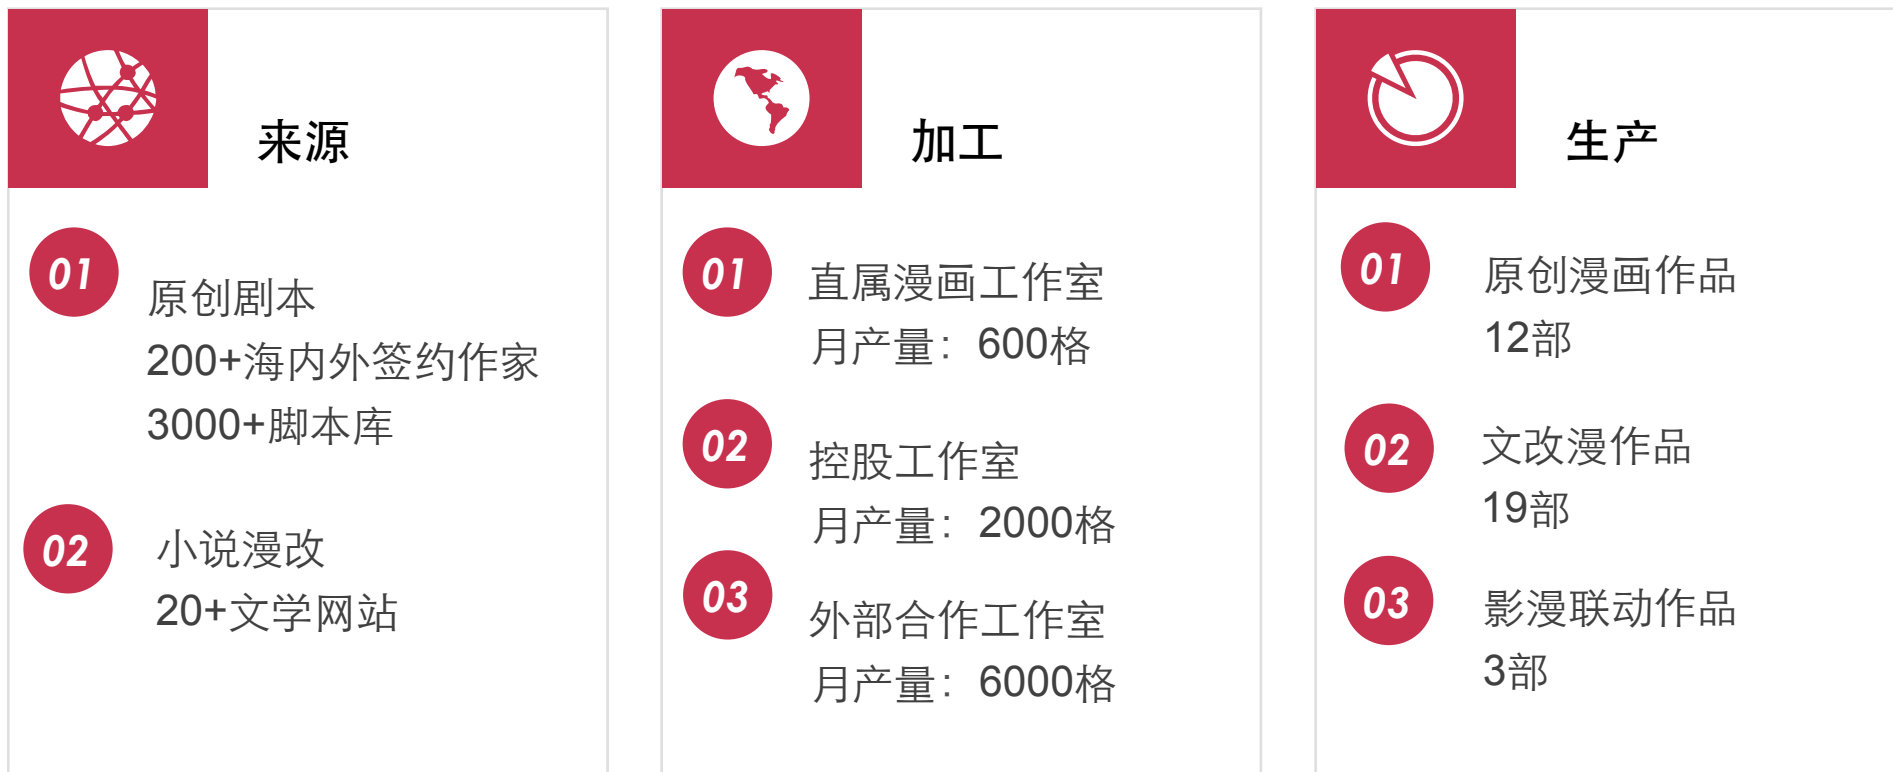 来源
01
原创剧本
200+海内外签约作家
3000+脚本库
02
小说漫改
20+文学网站
加工
01
直属漫画工作室
月产量：600格
02
控股工作室
月产量：2000格
03
外部合作工作室
月产量：6000格
生产
01
原创漫画作品
12部
02
文改漫作品
19部
03
影漫联动作品
3部